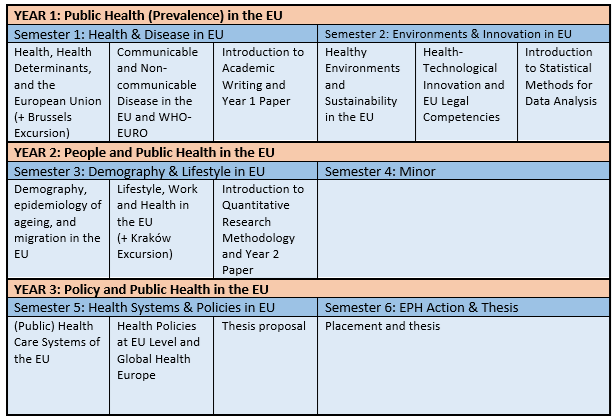 YEAR 1: Public Health (Prevalence) in the EU
Semester 1: Health & Disease in EU
Semester 2: Environments & Innovation in EU
Health, Health
Determinants,
and the
European Union
(+ Brussels
Excursion)
Communicable
and Non-
communicable
Disease in the
EU and WHO-
EURO
Introduction to
Academic
Writing and
Year 1 Paper
Healthy
Environments
and
Sustainability
in the EU
Health-
Technological
Innovation and
EU Legal
Competencies
Introduction
to Statistical
Methods for
Data Analysis
YEAR 2: People and Public Health in the EU
Semester 3: Demography & Lifestyle in EU
Semester 4: Minor
Demography,
epidemiology of
ageing, and
migration in the
EU
Lifestyle, Work
and Health in
the EU
(+ Kraków
Excursion)
Introduction to
Quantitative
Research
Methodology
and Year 2
Paper
YEAR 3: Policy and Public Health in the EU
Semester 5: Health Systems & Policies in EU
Semester 6: EPH Action & Thesis
(Public) Health
Care Systems of
the EU
Health Policies
at EU Level and
Global Health
Europe
Thesis proposal
Placement and thesis